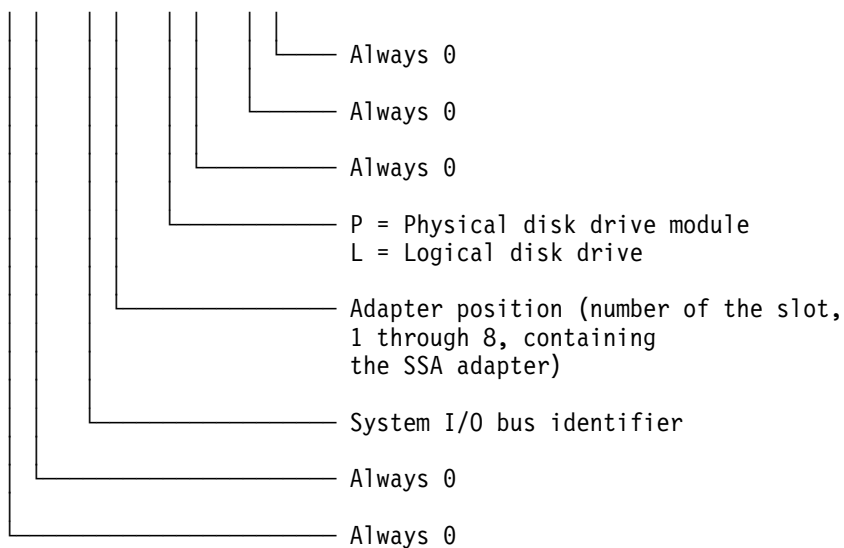 Always 0
Always 0
Always 0
P = Physical disk drive module
L = Logical disk drive
Adapter position (number of the slot,
1 through 8, containing
the SSA adapter)
System I/O bus identifier
Always 0
Always 0